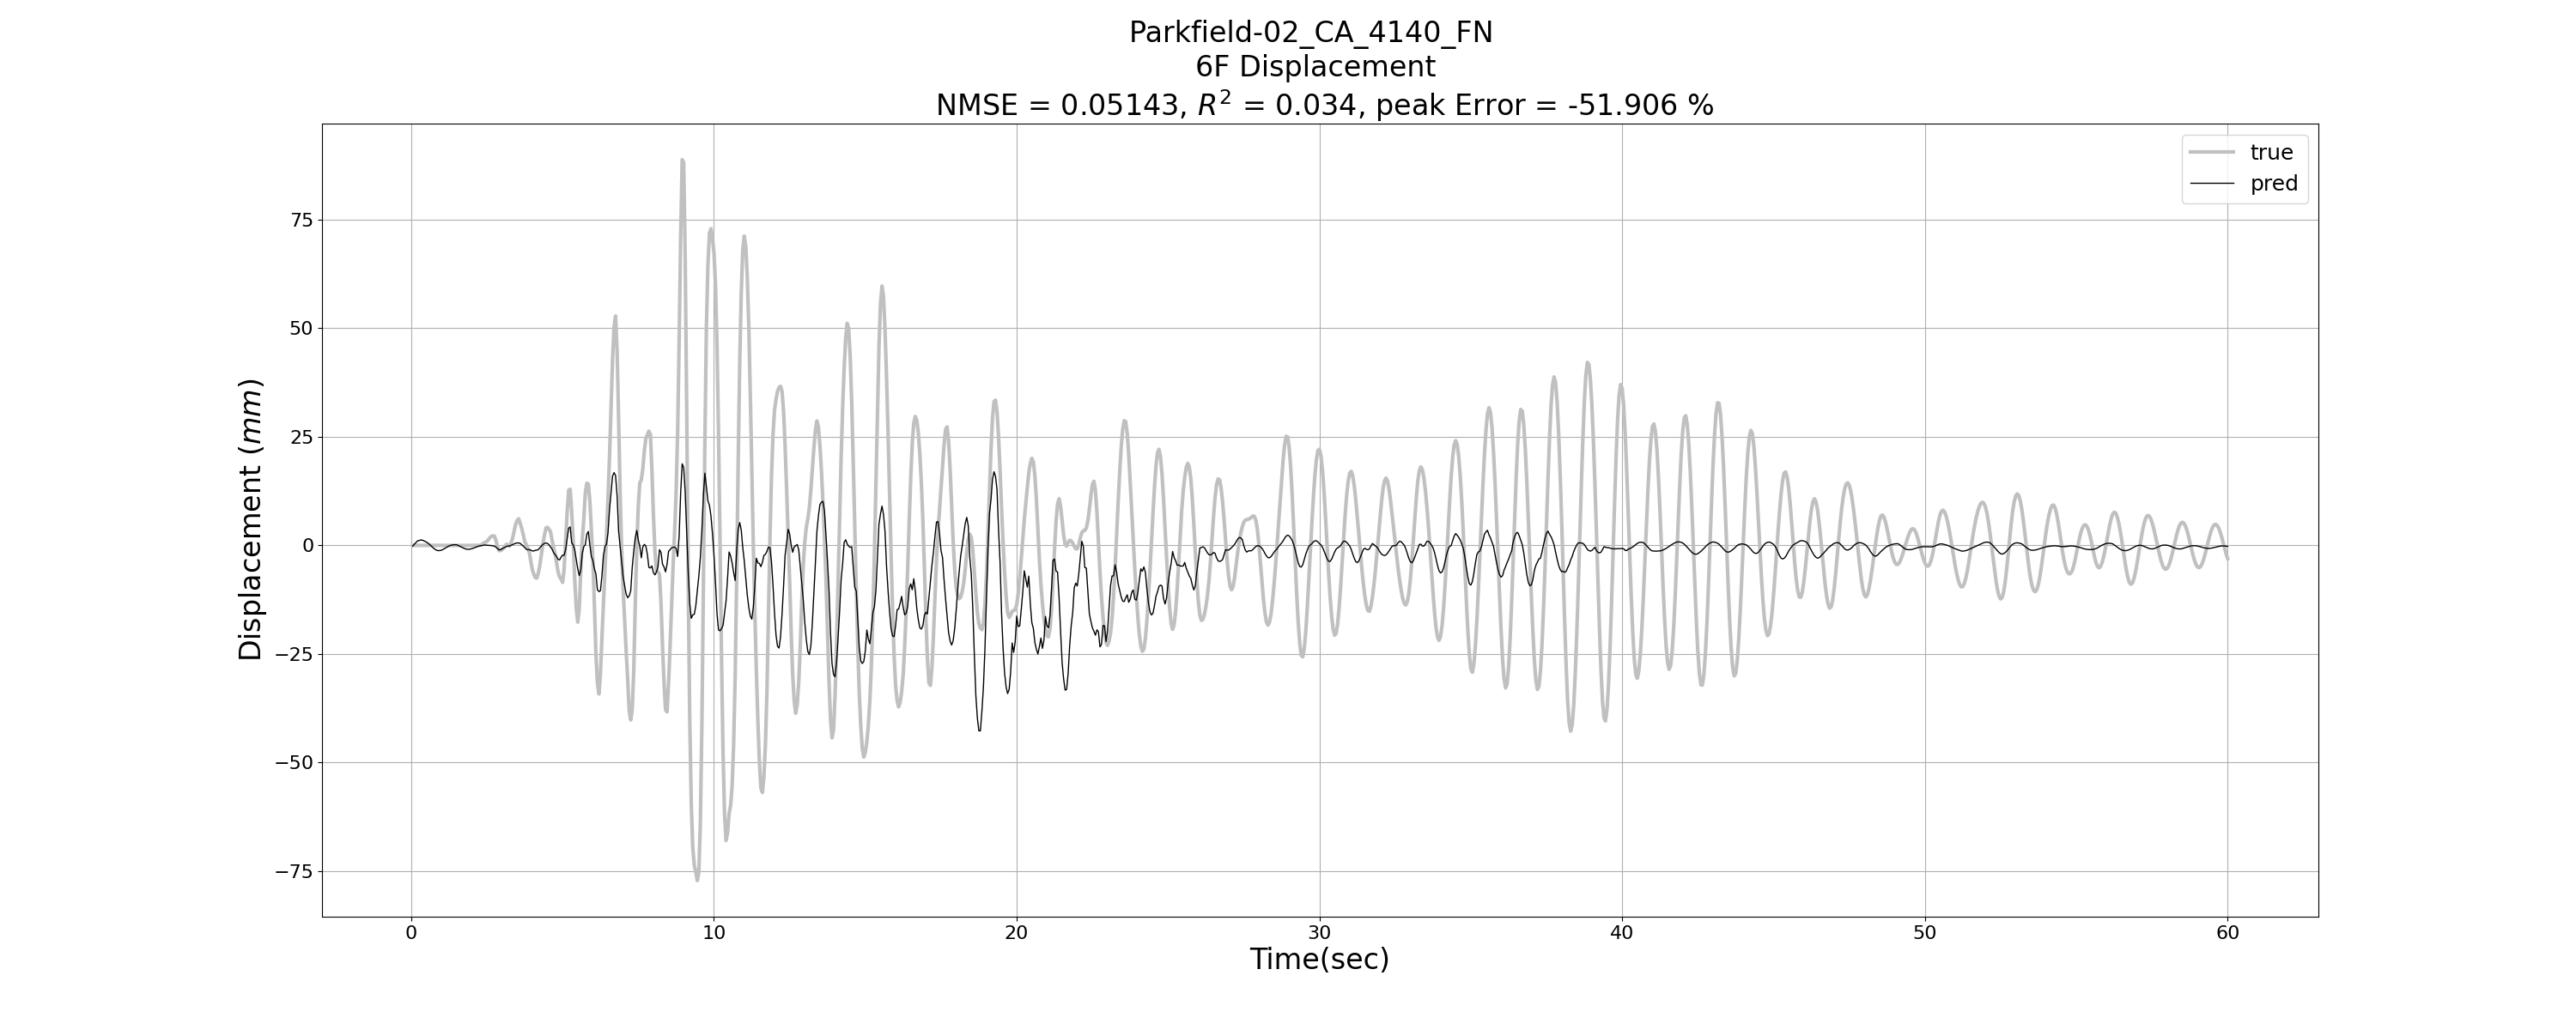 Parkfield-02_CA_4140_FN
6F Displacement
NMSE = 0.05143, R² = 0.034, peak Error = -51.906 %
true
pred
75
50
25
0
−25
−50
−75
Displacement (mm)
0 10 20 30 40 50 60
Time(sec)